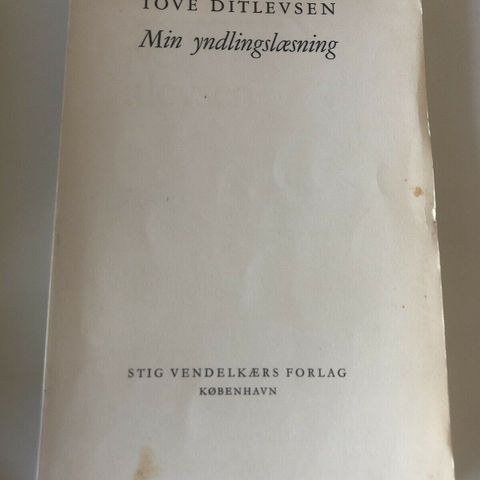 TOVE DITLEVSEN
Min yndlingslæsning
STIG VENDELKÆRS FORLAG
KØBENHAVN